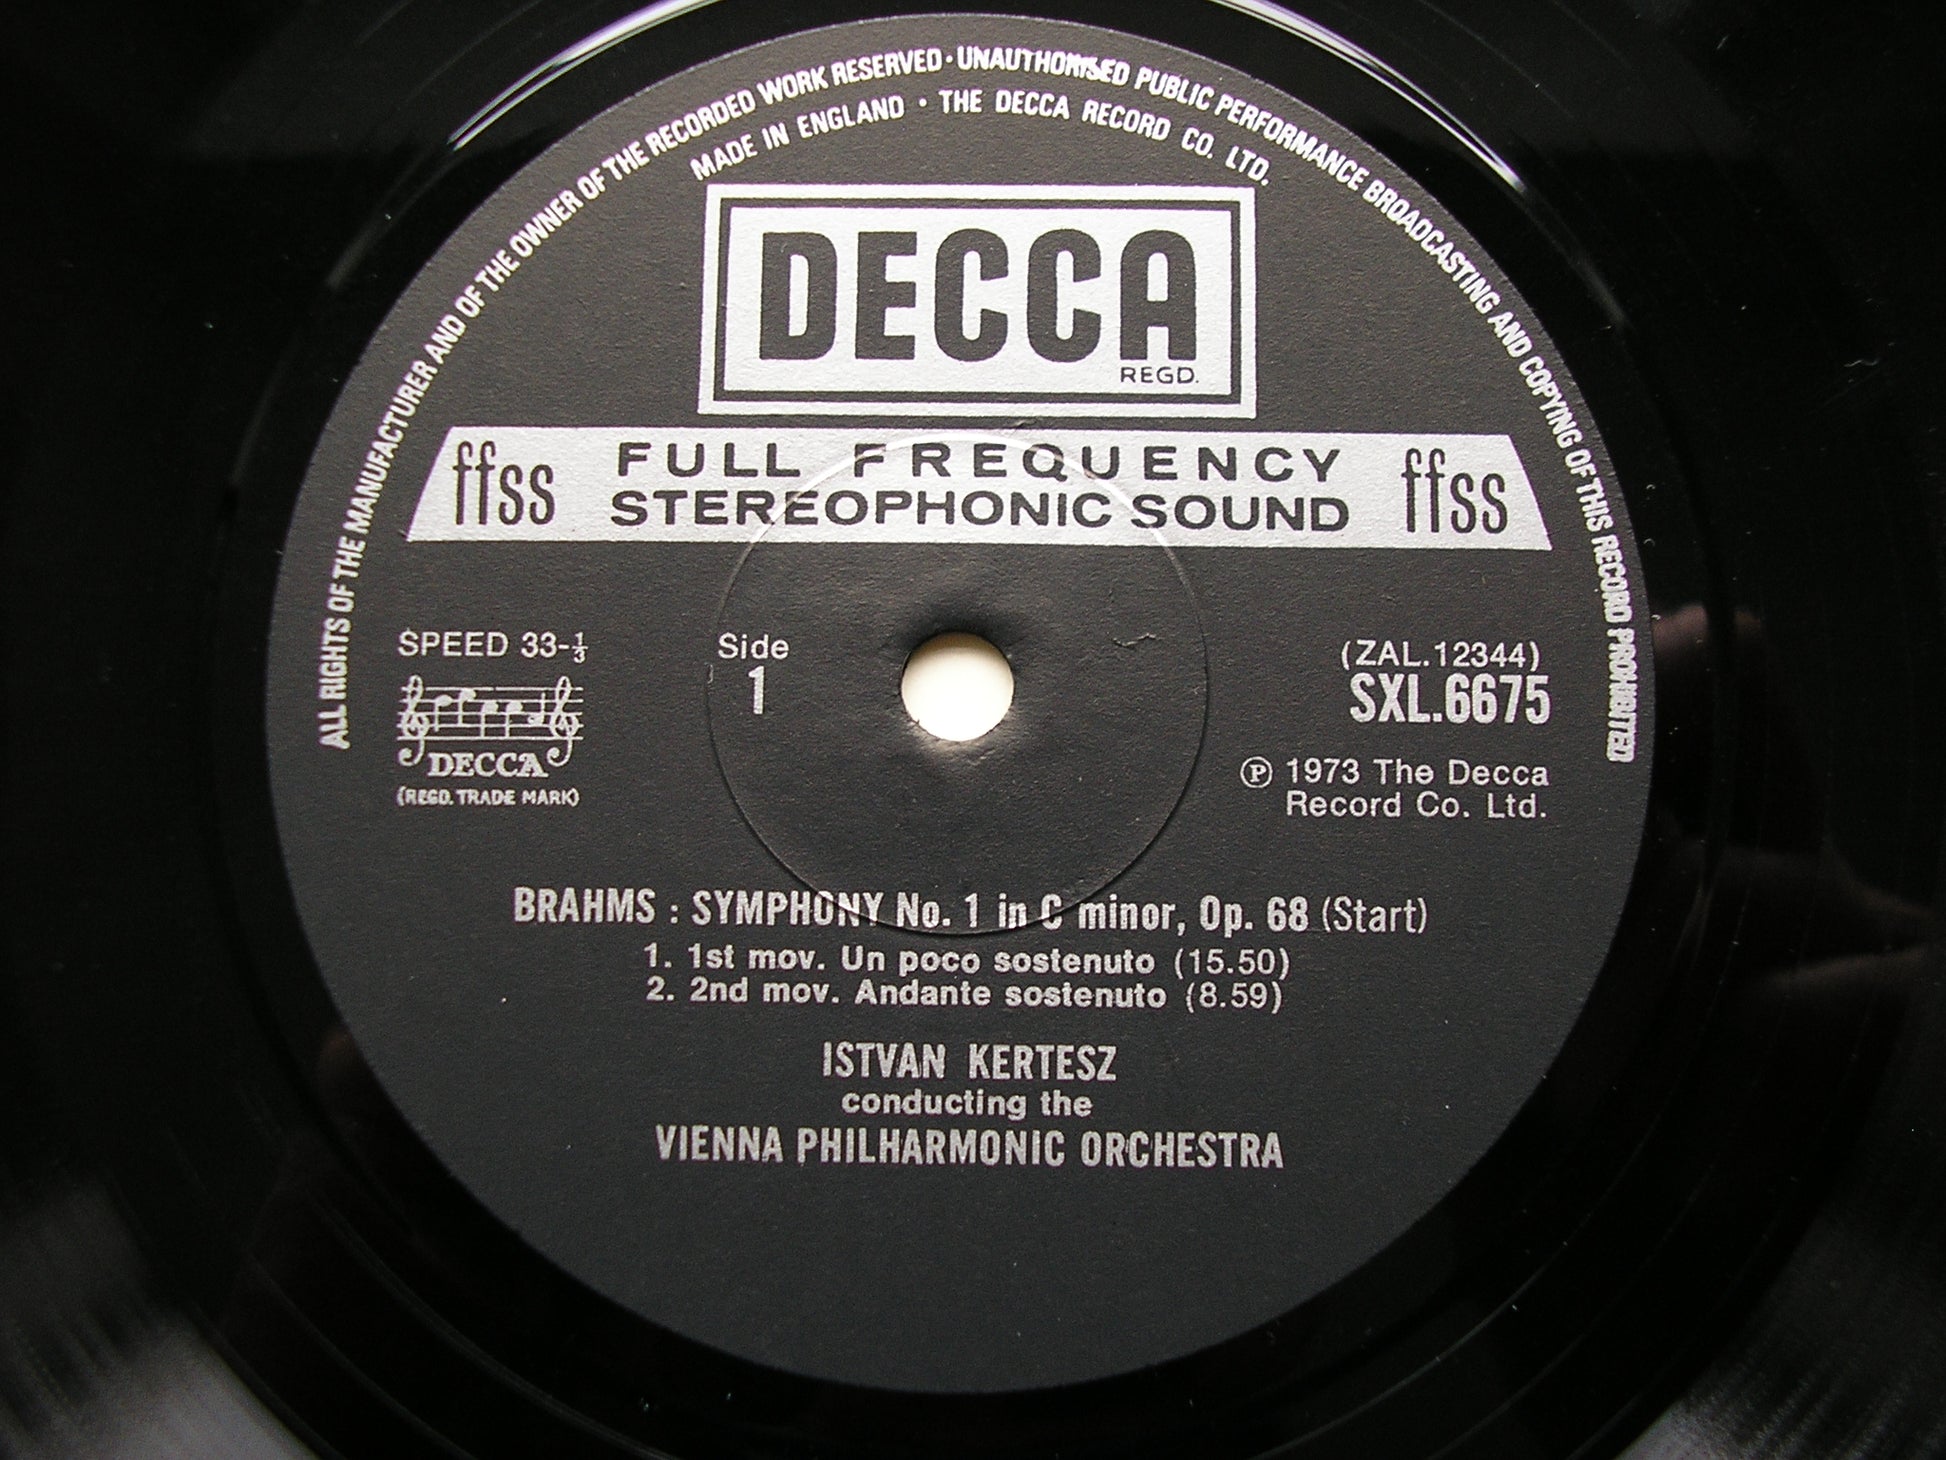 ALL RIGHTS OF THE MANUFACTURER AND OF THE OWNER OF THE RECORDED WORK RESERVED · UNAUTHORISED PUBLIC PERFORMANCE BROADCASTING AND COPYING OF THIS RECORD PROHIBITED
MADE IN ENGLAND · THE DECCA RECORD CO. LTD.
DECCA
REGD.
ffss FULL FREQUENCY STEREOPHONIC SOUND ffss
SPEED 33-⅓
DECCA
(REGD. TRADE MARK)
Side
1
(ZAL.12344)
SXL.6675
℗ 1973 The Decca
Record Co. Ltd.
BRAHMS : SYMPHONY No. 1 in C minor, Op. 68 (Start)
1. 1st mov. Un poco sostenuto (15.50)
2. 2nd mov. Andante sostenuto (8.59)
ISTVAN KERTESZ
conducting the
VIENNA PHILHARMONIC ORCHESTRA